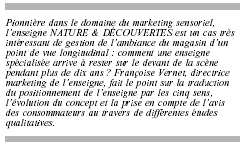 Pionnière dans le domaine du marketing sensoriel,
l'enseigne NATURE & DÉCOUVERTES est un cas très
intéressant de gestion de l'ambiance du magasin d'un
point de vue longitudinal : comment une enseigne
spécialisée arrive à rester sur le devant de la scène
pendant plus de dix ans ? Françoise Vernet, directrice
marketing de l'enseigne, fait le point sur la traduction
du positionnement de l'enseigne par les cinq sens,
l'évolution du concept et la prise en compte de l'avis
des consommateurs au travers de différentes études
qualitatives.